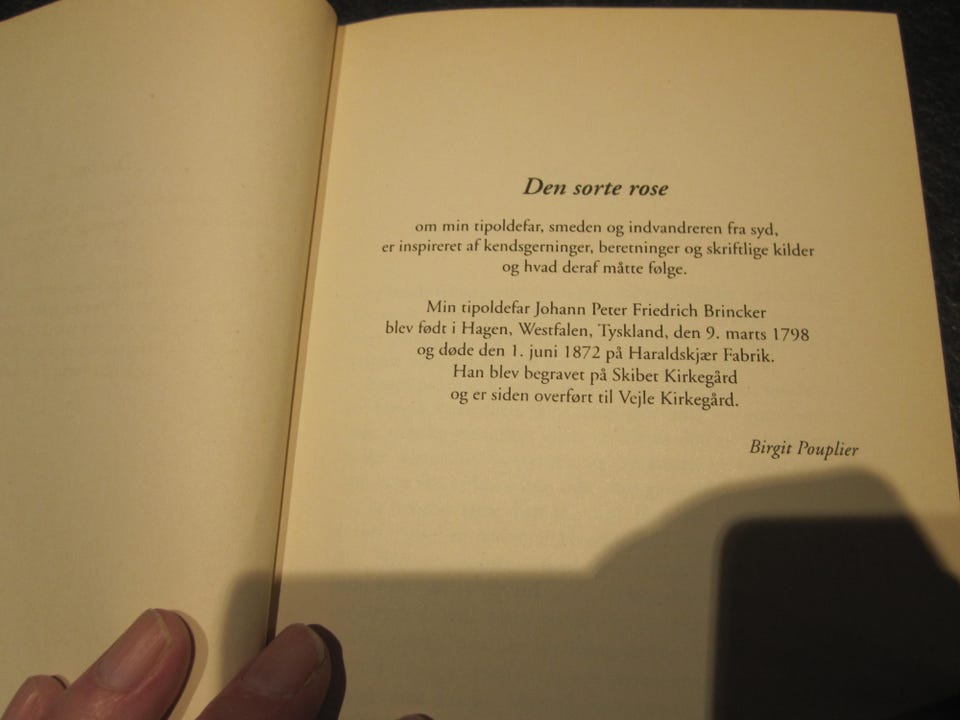 Den sorte rose
om min tipoldefar, smeden og indvandreren fra syd,
er inspireret af kendsgerninger, beretninger og skriftlige kilder
og hvad deraf måtte følge.
Min tipoldefar Johann Peter Friedrich Brincker
blev født i Hagen, Westfalen, Tyskland, den 9. marts 1798
og døde den 1. juni 1872 på Haraldskjær Fabrik.
Han blev begravet på Skibet Kirkegård
og er siden overført til Vejle Kirkegård.
Birgit Pouplier